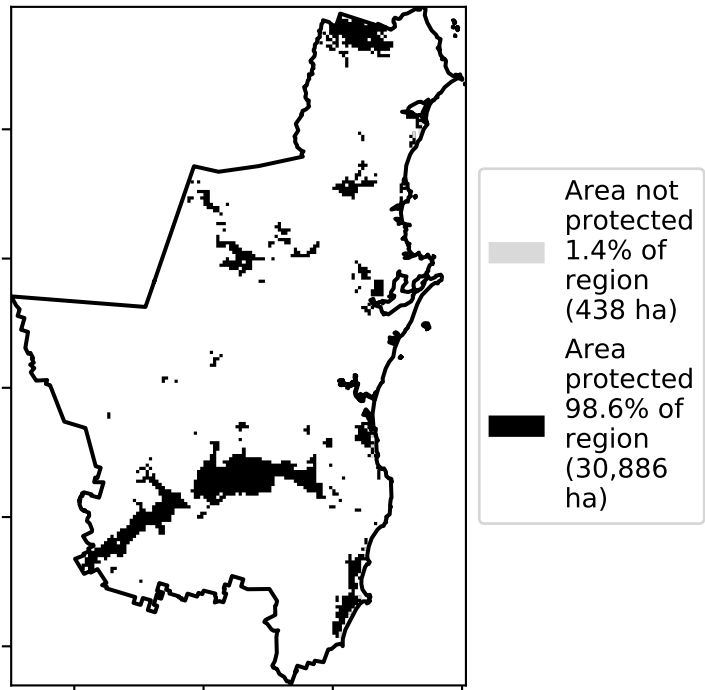 Area not
protected
1.4% of
region
(438 ha)
Area
protected
98.6% of
region
(30,886
ha)